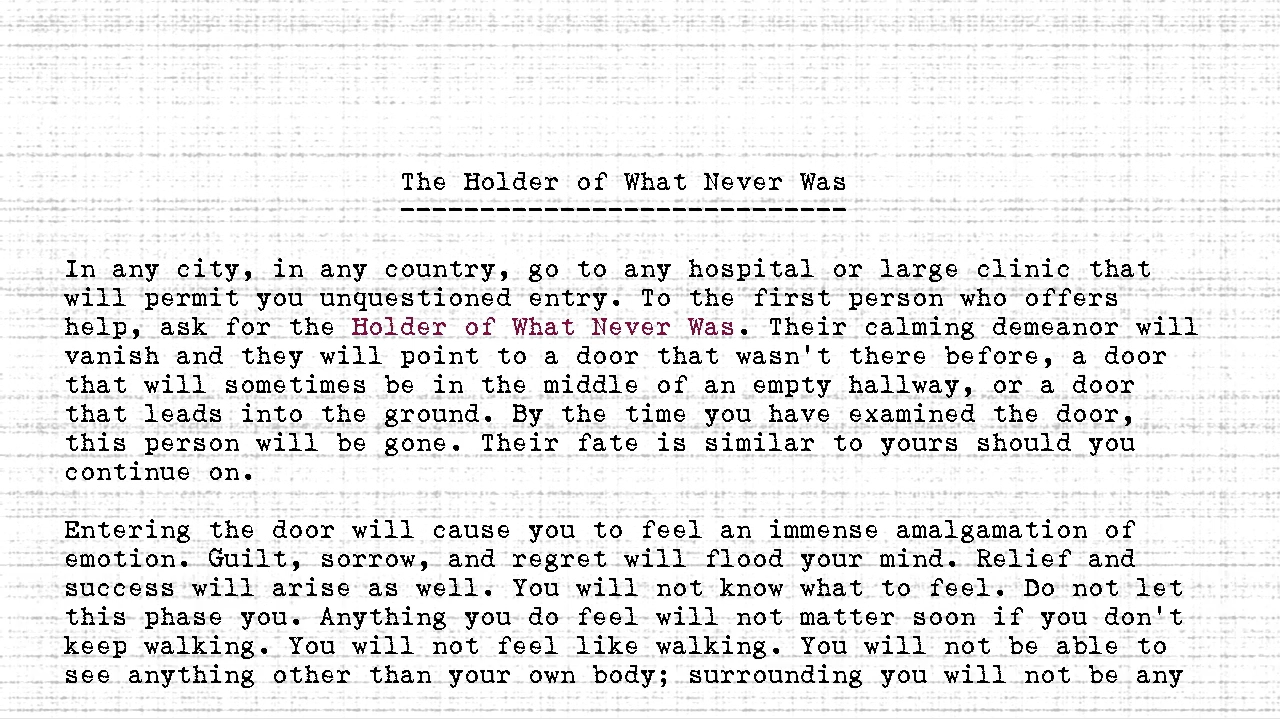 The Holder of What Never Was
In any city, in any country, go to any hospital or large clinic that
will permit you unquestioned entry. To the first person who offers
help, ask for the Holder of What Never Was. Their calming demeanor will
vanish and they will point to a door that wasn't there before, a door
that will sometimes be in the middle of an empty hallway, or a door
that leads into the ground. By the time you have examined the door,
this person will be gone. Their fate is similar to yours should you
continue on.
Entering the door will cause you to feel an immense amalgamation of
emotion. Guilt, sorrow, and regret will flood your mind. Relief and
success will arise as well. You will not know what to feel. Do not let
this phase you. Anything you do feel will not matter soon if you don't
keep walking. You will not feel like walking. You will not be able to
see anything other than your own body; surrounding you will not be any